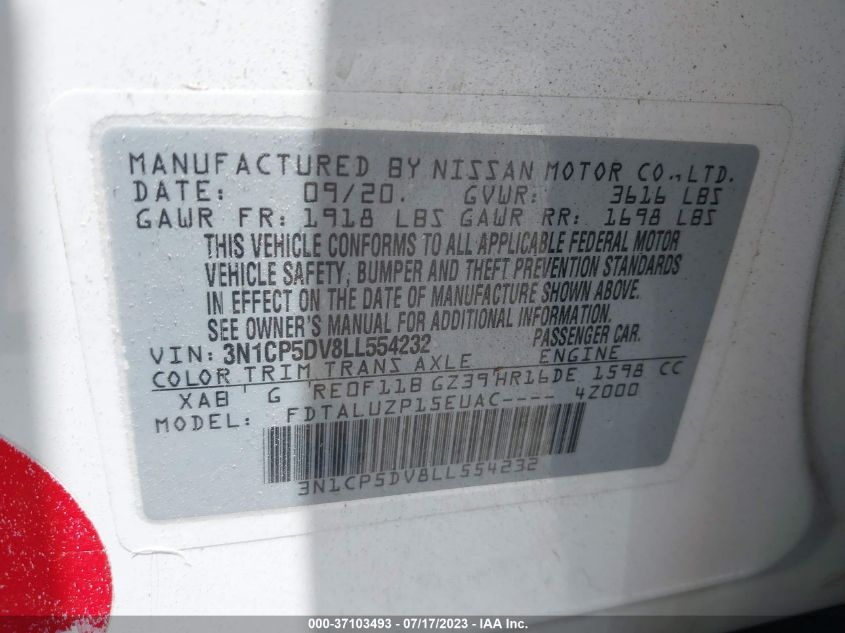 MANUFACTURED BY NISSAN MOTOR CO.,LTD.
DATE: 09/20. GVWR: 3616 LBS
GAWR FR: 1918 LBS GAWR RR: 1698 LBS
THIS VEHICLE CONFORMS TO ALL APPLICABLE FEDERAL MOTOR
VEHICLE SAFETY, BUMPER AND THEFT PREVENTION STANDARDS
IN EFFECT ON THE DATE OF MANUFACTURE SHOWN ABOVE.
SEE OWNER'S MANUAL FOR ADDITIONAL INFORMATION.
VIN: 3N1CP5DV8LL554232 PASSENGER CAR.
COLOR TRIM TRANS AXLE ENGINE
XAB G RE0F11B GZ39 HR16DE 1598 CC
MODEL: FDTALUZP15EUAC---- 4Z000
3N1CP5DV8LL554232
000-37103493 - 07/17/2023 - IAA Inc.